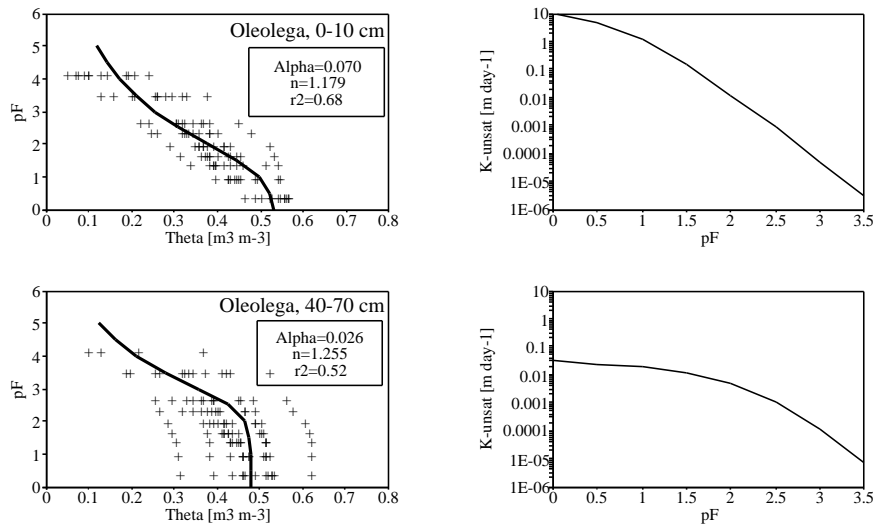 Oleolega, 0-10 cm
Alpha=0.070
n=1.179
r2=0.68
pF
6
5
4
3
2
1
0
0 0.1 0.2 0.3 0.4 0.5 0.6 0.7 0.8
Theta [m3 m-3]
K-unsat [m day-1]
10
1
0.1
0.01
0.001
0.0001
1E-05
1E-06
0 0.5 1 1.5 2 2.5 3 3.5
pF
Oleolega, 40-70 cm
Alpha=0.026
n=1.255
r2=0.52
pF
6
5
4
3
2
1
0
0 0.1 0.2 0.3 0.4 0.5 0.6 0.7 0.8
Theta [m3 m-3]
K-unsat [m day-1]
10
1
0.1
0.01
0.001
0.0001
1E-05
1E-06
0 0.5 1 1.5 2 2.5 3 3.5
pF